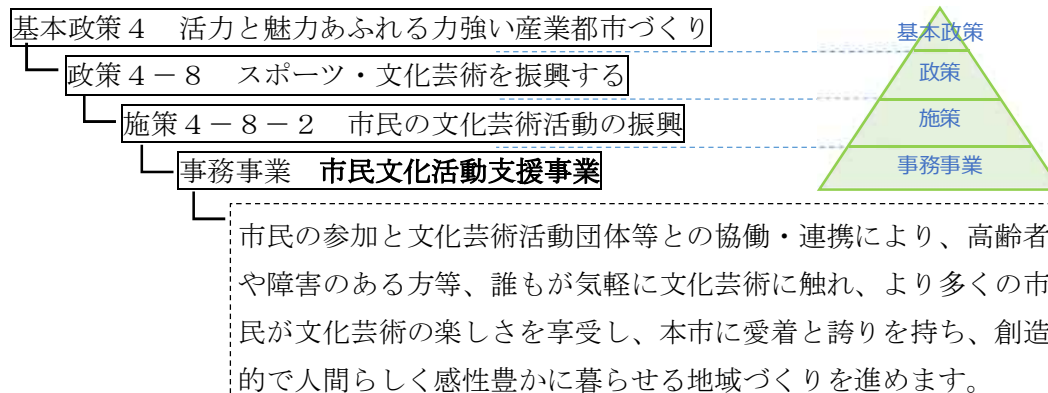 基本政策４　活力と魅力あふれる力強い産業都市づくり
政策４－８　スポーツ・文化芸術を振興する
施策４－８－２　市民の文化芸術活動の振興
事務事業　市民文化活動支援事業
市民の参加と文化芸術活動団体等との協働・連携により、高齢者
や障害のある方等、誰もが気軽に文化芸術に触れ、より多くの市
民が文化芸術の楽しさを享受し、本市に愛着と誇りを持ち、創造
的で人間らしく感性豊かに暮らせる地域づくりを進めます。
基本政策
政策
施策
事務事業